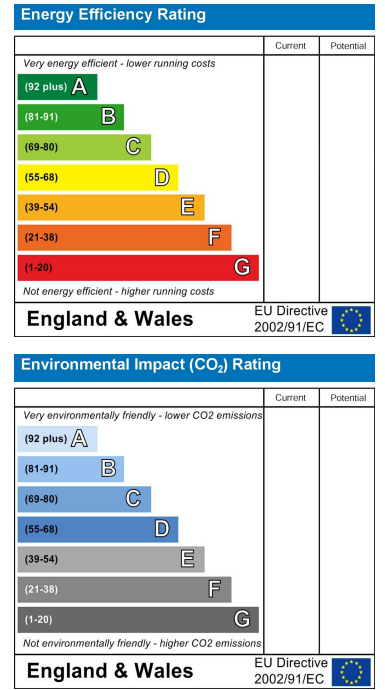 Energy Efficiency Rating
Current Potential
Very energy efficient - lower running costs
(92 plus) A
(81-91) B
(69-80) C
(55-68) D
(39-54) E
(21-38) F
(1-20) G
Not energy efficient - higher running costs
England & Wales
EU Directive
2002/91/EC
Environmental Impact (CO₂) Rating
Current Potential
Very environmentally friendly - lower CO2 emissions
(92 plus) A
(81-91) B
(69-80) C
(55-68) D
(39-54) E
(21-38) F
(1-20) G
Not environmentally friendly - higher CO2 emissions
England & Wales
EU Directive
2002/91/EC